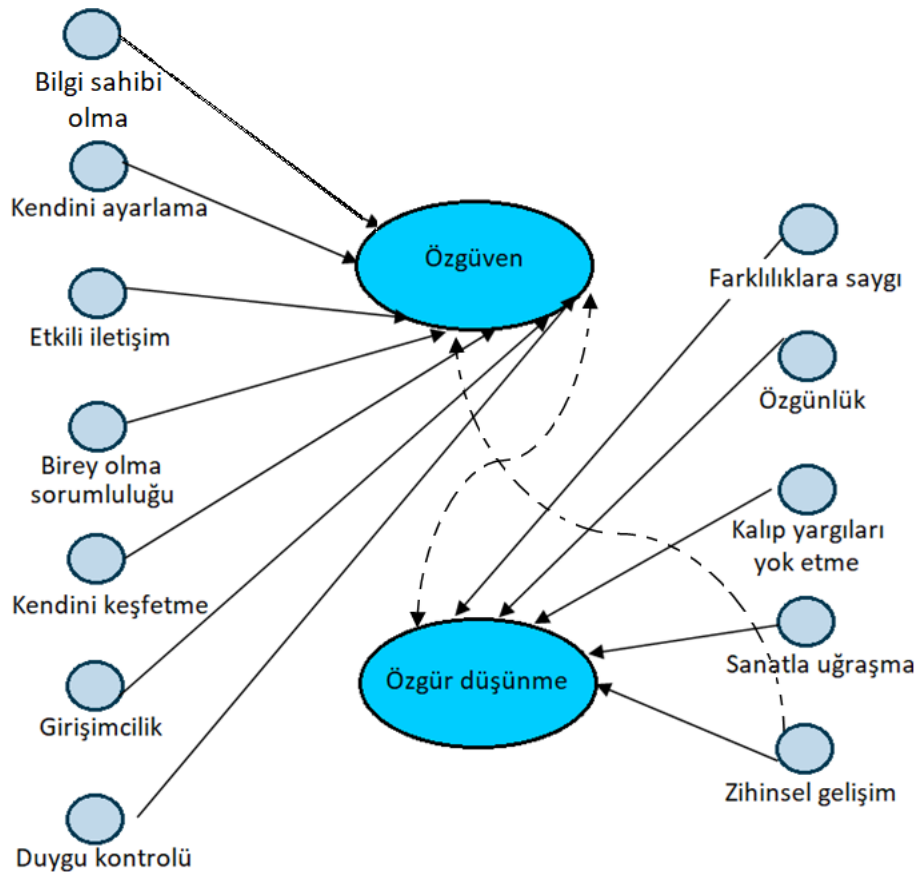 Bilgi sahibi
olma
Kendini ayarlama
Etkili iletişim
Birey olma
sorumluluğu
Kendini keşfetme
Girişimcilik
Duygu kontrolü
Özgüven
Özgür düşünme
Farklılıklara saygı
Özgünlük
Kalıp yargıları
yok etme
Sanatla uğraşma
Zihinsel gelişim